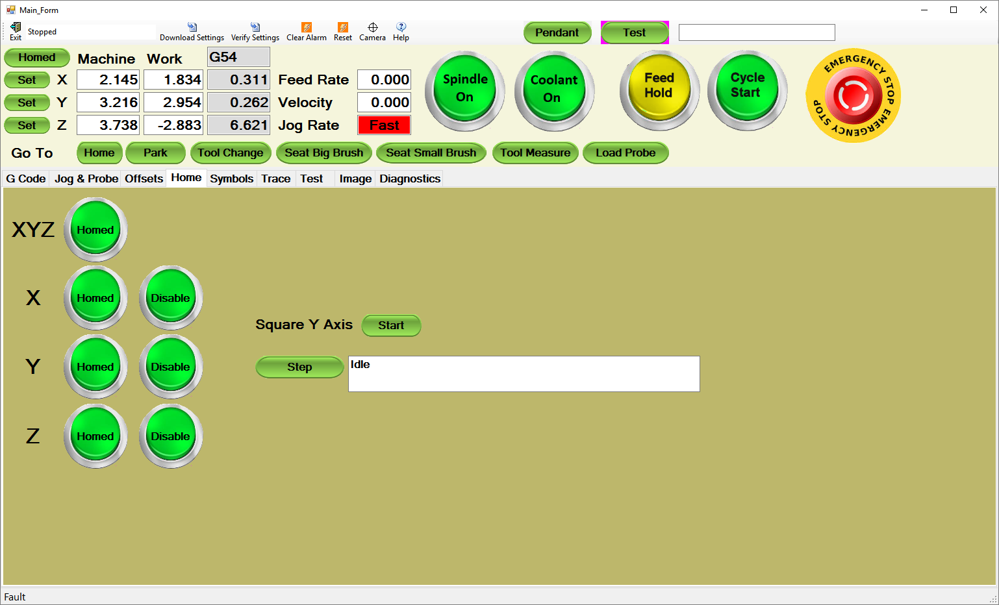 Main_Form
Exit Stopped Download Settings Verify Settings Clear Alarm Reset Camera Help Pendant Test
Homed Machine Work G54
Set X 2.145 1.834 0.311 Feed Rate 0.000
Set Y 3.216 2.954 0.262 Velocity 0.000
Set Z 3.738 -2.883 6.621 Jog Rate Fast
Spindle
On
Coolant
On
Feed
Hold
Cycle
Start
EMERGENCY STOP EMERGENCY STOP
Go To Home Park Tool Change Seat Big Brush Seat Small Brush Tool Measure Load Probe
G Code Jog & Probe Offsets Home Symbols Trace Test Image Diagnostics
XYZ Homed
X Homed Disable
Square Y Axis Start
Y Homed Disable Step Idle
Z Homed Disable
Fault